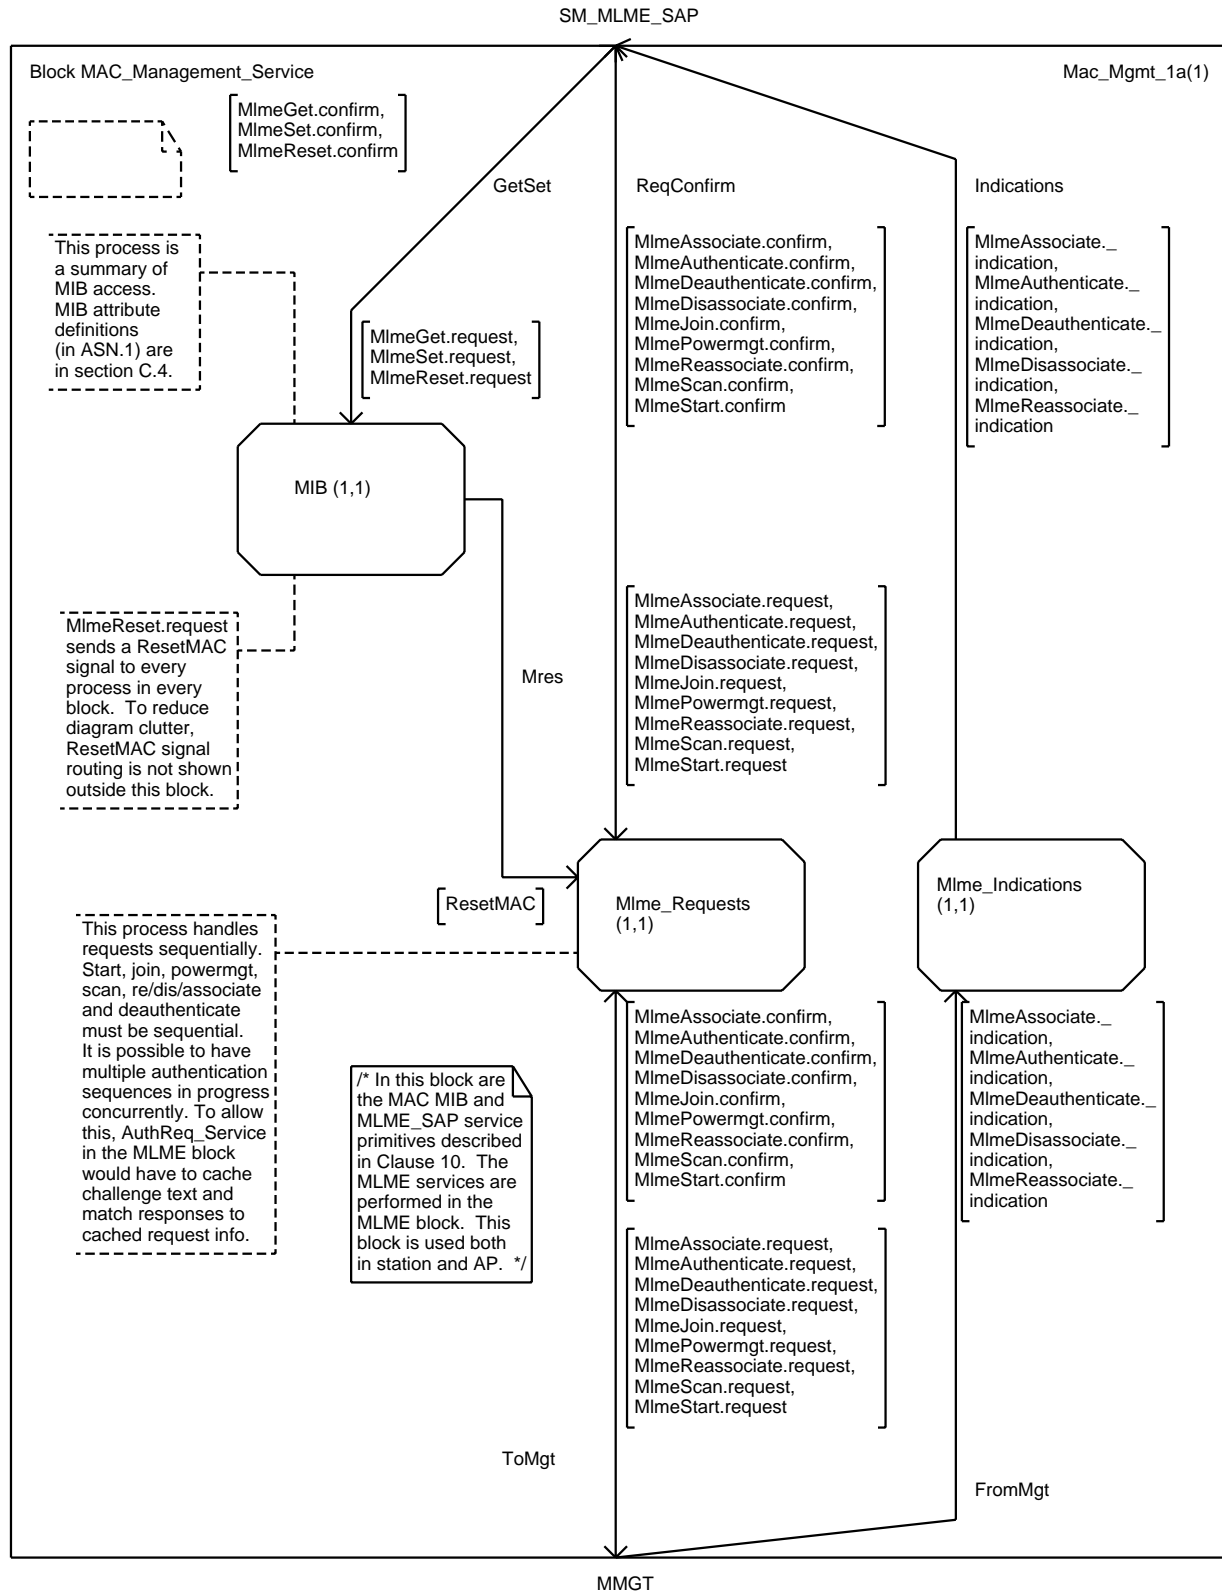 SM_MLME_SAP
Block MAC_Management_Service
Mac_Mgmt_1a(1)
MlmeGet.confirm,
MlmeSet.confirm,
MlmeReset.confirm
GetSet
ReqConfirm
Indications
This process is
a summary of
MIB access.
MIB attribute
definitions
(in ASN.1) are
in section C.4.
MlmeGet.request,
MlmeSet.request,
MlmeReset.request
MlmeAssociate.confirm,
MlmeAuthenticate.confirm,
MlmeDeauthenticate.confirm,
MlmeDisassociate.confirm,
MlmeJoin.confirm,
MlmePowermgt.confirm,
MlmeReassociate.confirm,
MlmeScan.confirm,
MlmeStart.confirm
MlmeAssociate._
indication,
MlmeAuthenticate._
indication,
MlmeDeauthenticate._
indication,
MlmeDisassociate._
indication,
MlmeReassociate._
indication
MIB (1,1)
MlmeReset.request
sends a ResetMAC
signal to every
process in every
block. To reduce
diagram clutter,
ResetMAC signal
routing is not shown
outside this block.
Mres
MlmeAssociate.request,
MlmeAuthenticate.request,
MlmeDeauthenticate.request,
MlmeDisassociate.request,
MlmeJoin.request,
MlmePowermgt.request,
MlmeReassociate.request,
MlmeScan.request,
MlmeStart.request
ResetMAC
Mlme_Requests
(1,1)
Mlme_Indications
(1,1)
This process handles
requests sequentially.
Start, join, powermgt,
scan, re/dis/associate
and deauthenticate
must be sequential.
It is possible to have
multiple authentication
sequences in progress
concurrently. To allow
this, AuthReq_Service
in the MLME block
would have to cache
challenge text and
match responses to
cached request info.
/* In this block are
the MAC MIB and
MLME_SAP service
primitives described
in Clause 10. The
MLME services are
performed in the
MLME block. This
block is used both
in station and AP. */
MlmeAssociate.confirm,
MlmeAuthenticate.confirm,
MlmeDeauthenticate.confirm,
MlmeDisassociate.confirm,
MlmeJoin.confirm,
MlmePowermgt.confirm,
MlmeReassociate.confirm,
MlmeScan.confirm,
MlmeStart.confirm
MlmeAssociate._
indication,
MlmeAuthenticate._
indication,
MlmeDeauthenticate._
indication,
MlmeDisassociate._
indication,
MlmeReassociate._
indication
MlmeAssociate.request,
MlmeAuthenticate.request,
MlmeDeauthenticate.request,
MlmeDisassociate.request,
MlmeJoin.request,
MlmePowermgt.request,
MlmeReassociate.request,
MlmeScan.request,
MlmeStart.request
ToMgt
FromMgt
MMGT